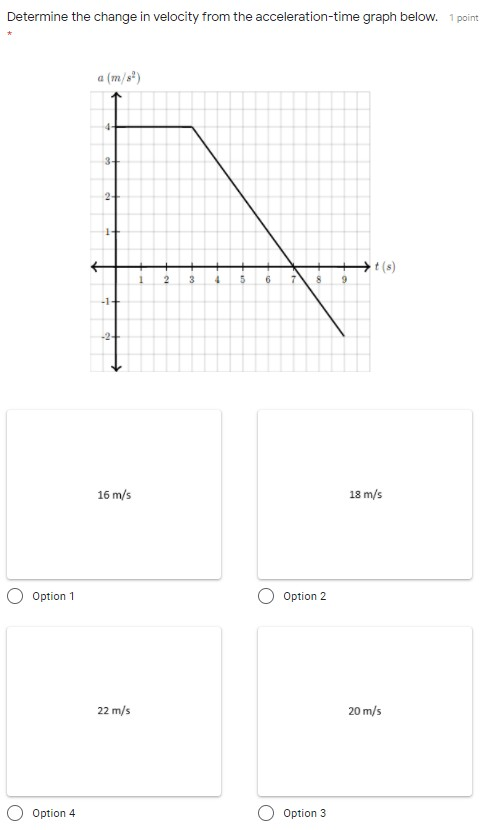 Determine the change in velocity from the acceleration-time graph below. 1 point
*
a (m/s²)
4
3
2
1
t (s)
1 2 3 4 5 6 7 8 9
-1
-2
16 m/s 18 m/s
Option 1 Option 2
22 m/s 20 m/s
Option 4 Option 3